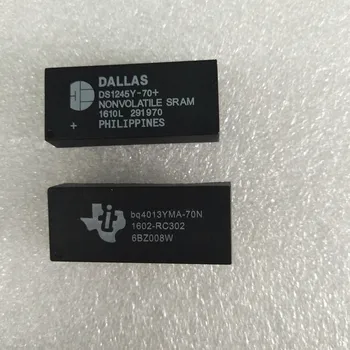 DALLAS
DS1245Y-70+
NONVOLATILE SRAM
1610L 291970
+ PHILIPPINES
bq4013YMA-70N
1602-RC302
6BZ008W